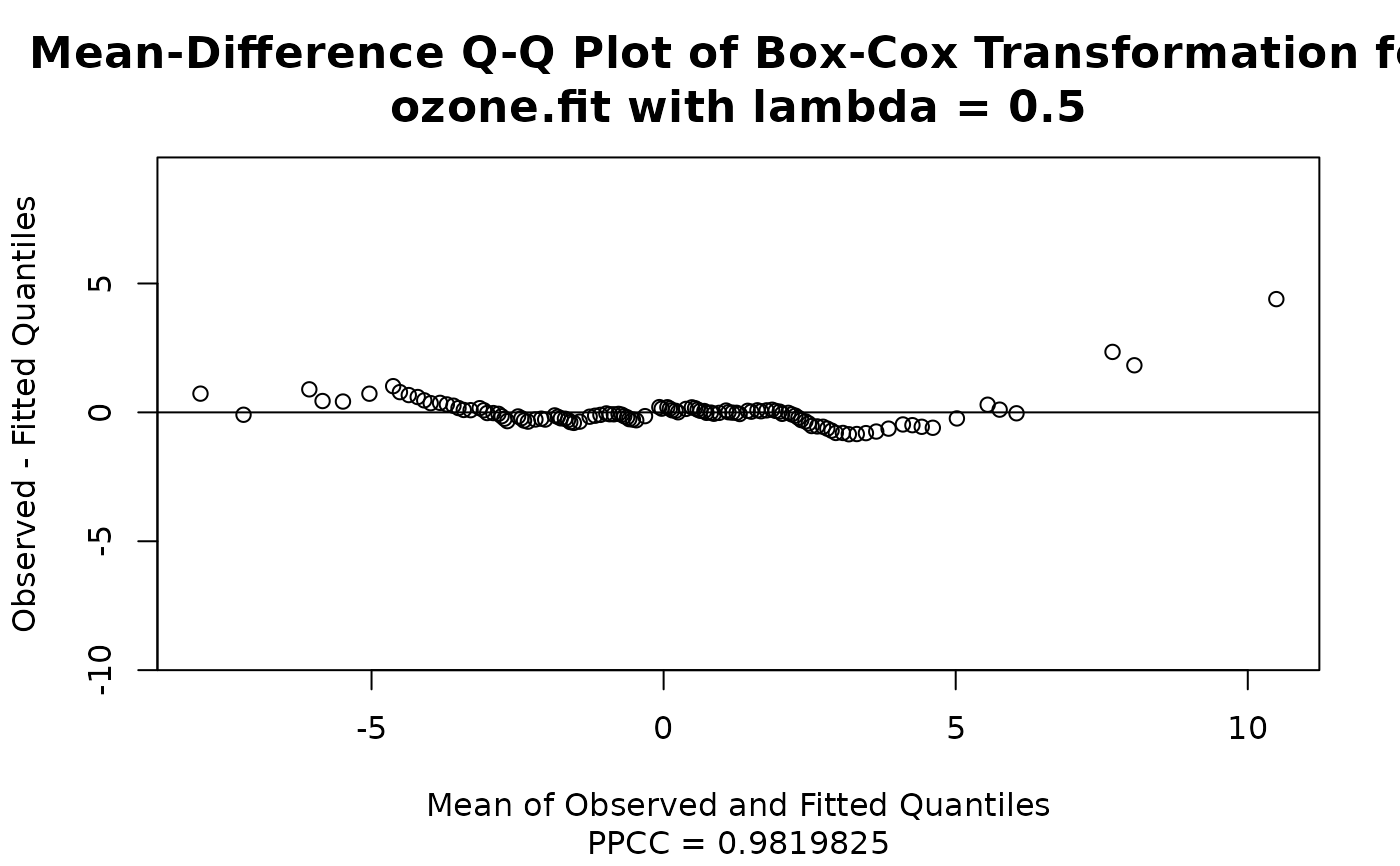 Mean-Difference Q-Q Plot of Box-Cox Transformation
ozone.fit with lambda = 0.5
Observed - Fitted Quantiles
5
0
-5
-10
-5
0
5
10
Mean of Observed and Fitted Quantiles
PPCC = 0.9819825